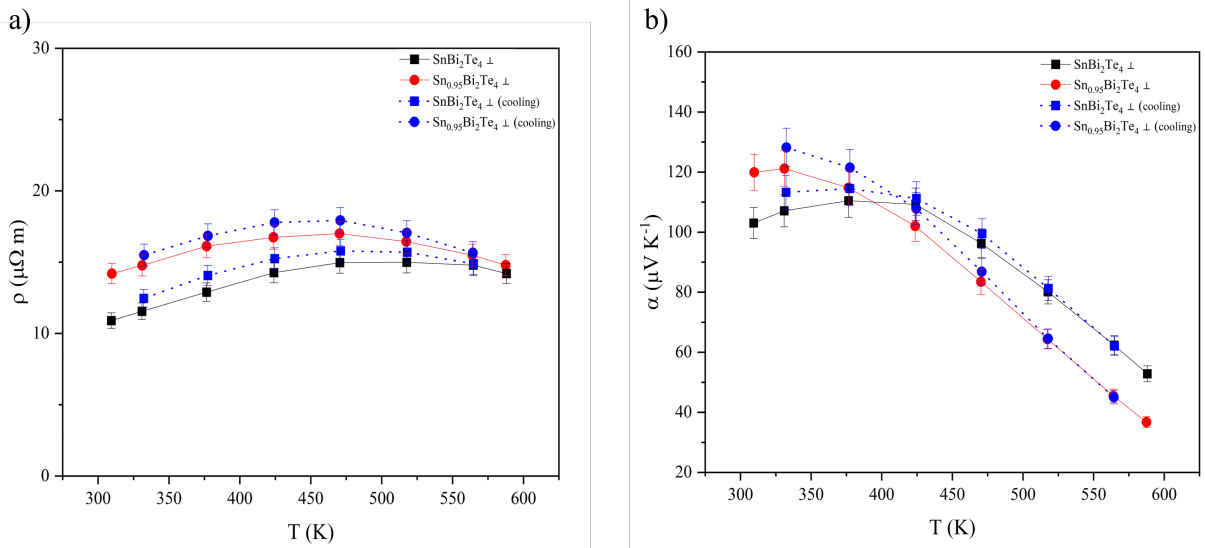 a)
30
20
10
0
ρ (μΩ m)
300 350 400 450 500 550 600
T (K)
SnBi₂Te₄ ⊥
Sn₀.₉₅Bi₂Te₄ ⊥
SnBi₂Te₄ ⊥ (cooling)
Sn₀.₉₅Bi₂Te₄ ⊥ (cooling)
b)
160
140
120
100
80
60
40
20
α (μV K⁻¹)
300 350 400 450 500 550 600
T (K)
SnBi₂Te₄ ⊥
Sn₀.₉₅Bi₂Te₄ ⊥
SnBi₂Te₄ ⊥ (cooling)
Sn₀.₉₅Bi₂Te₄ ⊥ (cooling)